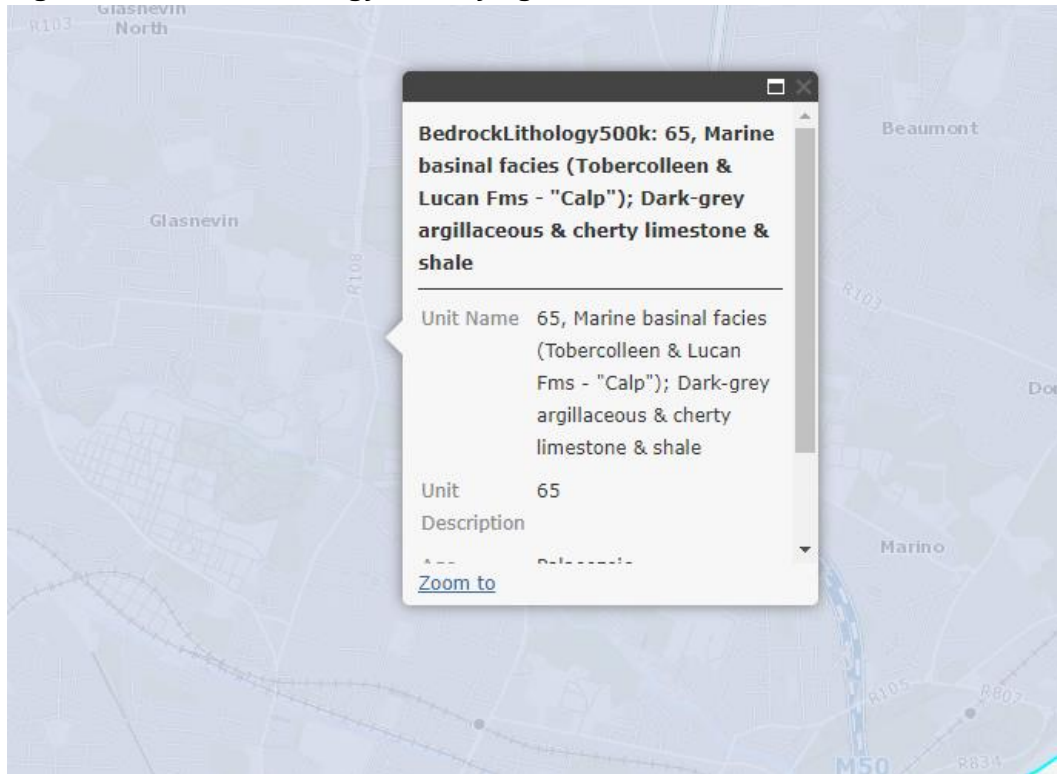 Glasnevin
North
R103
BedrockLithology500k: 65, Marine
basinal facies (Tobercolleen &
Lucan Fms - "Calp"); Dark-grey
argillaceous & cherty limestone &
shale
Unit Name 65, Marine basinal facies
(Tobercolleen & Lucan
Fms - "Calp"); Dark-grey
argillaceous & cherty
limestone & shale
Unit 65
Description
Zoom to
Beaumont
Glasnevin
R108
R103
Marino
R105
R807
M50
R834